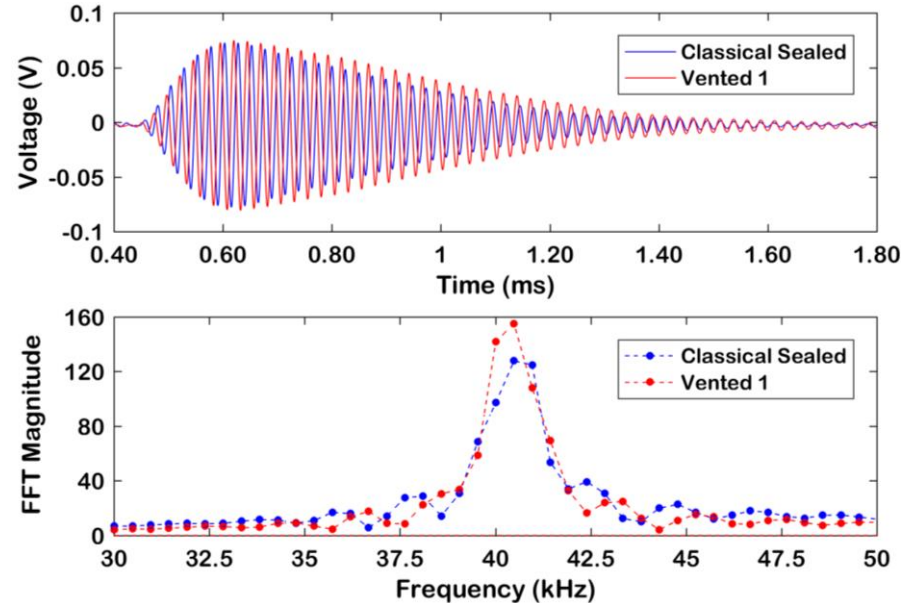 0.1
0.05
0
-0.05
-0.1
Voltage (V)
Classical Sealed
Vented 1
0.40 0.60 0.80 1 1.20 1.40 1.60 1.80
Time (ms)
160
120
80
40
0
FFT Magnitude
Classical Sealed
Vented 1
30 32.5 35 37.5 40 42.5 45 47.5 50
Frequency (kHz)